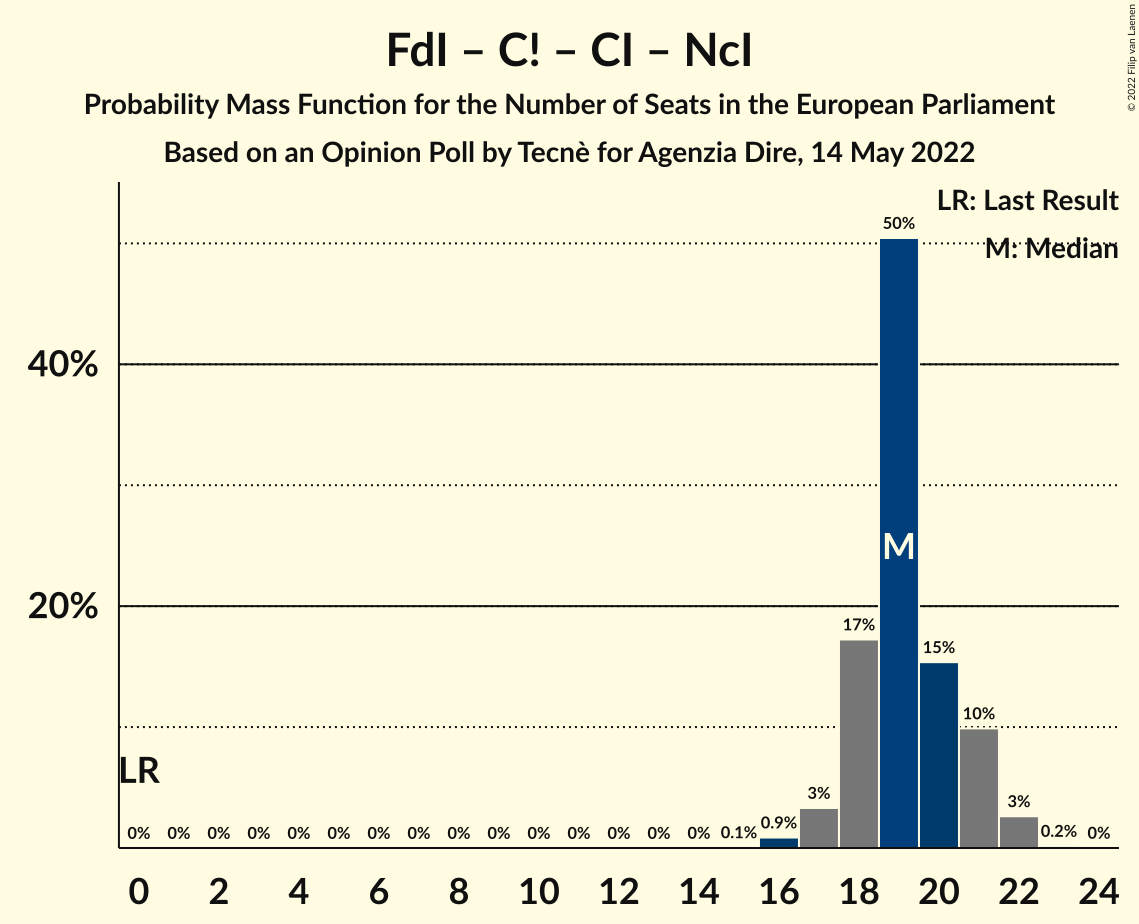 FdI – C! – CI – NcI
Probability Mass Function for the Number of Seats in the European Parliament
Based on an Opinion Poll by Tecnè for Agenzia Dire, 14 May 2022
© 2022 Filip van Laenen
LR: Last Result
M: Median
50%
40%
M
20%
17%
15%
10%
LR
3%
3%
0% 0% 0% 0% 0% 0% 0% 0% 0% 0% 0% 0% 0% 0% 0% 0.1% 0.9% 0.2% 0%
0 2 4 6 8 10 12 14 16 18 20 22 24